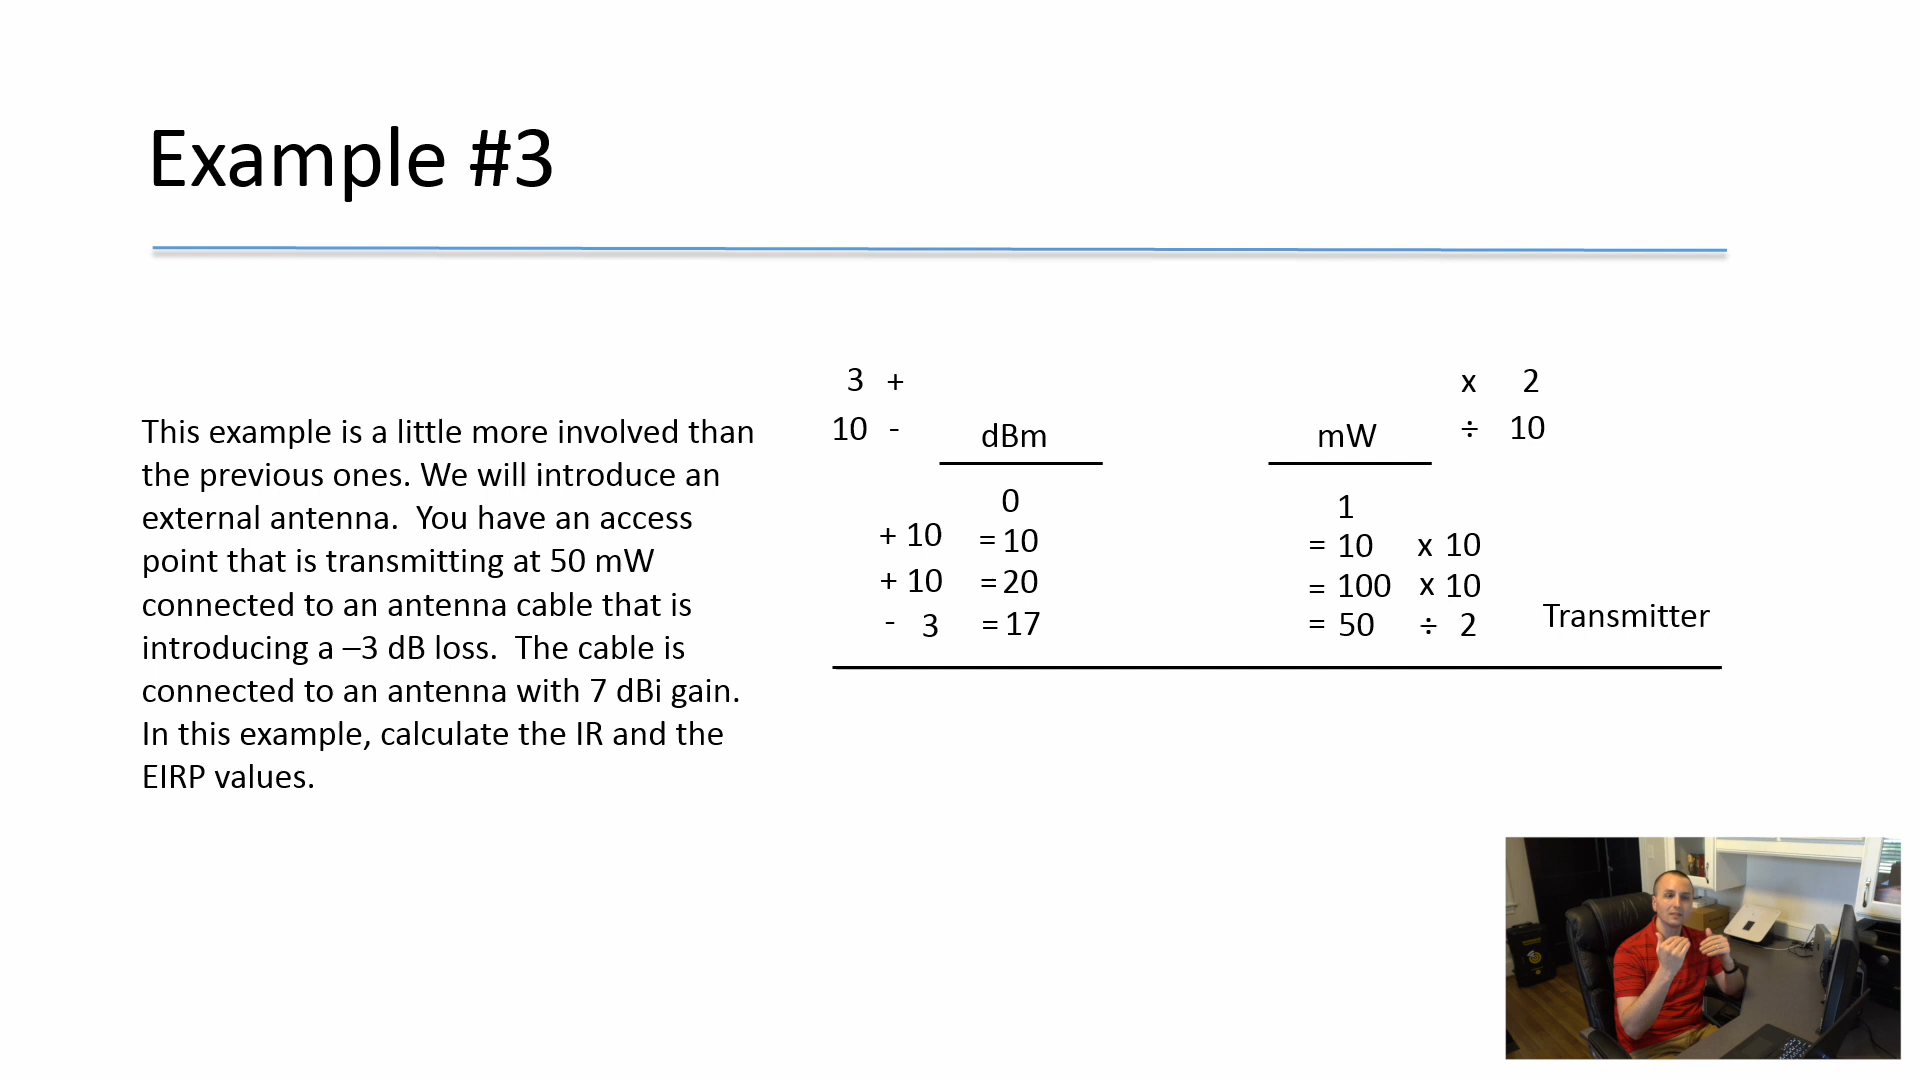 Example #3
This example is a little more involved than
the previous ones. We will introduce an
external antenna.  You have an access
point that is transmitting at 50 mW
connected to an antenna cable that is
introducing a –3 dB loss.  The cable is
connected to an antenna with 7 dBi gain.
In this example, calculate the IR and the
EIRP values.
3 + x 2
10 - dBm mW ÷ 10
0 1
+ 10 = 10 = 10 x 10
+ 10 = 20 = 100 x 10
- 3 = 17 = 50 ÷ 2 Transmitter